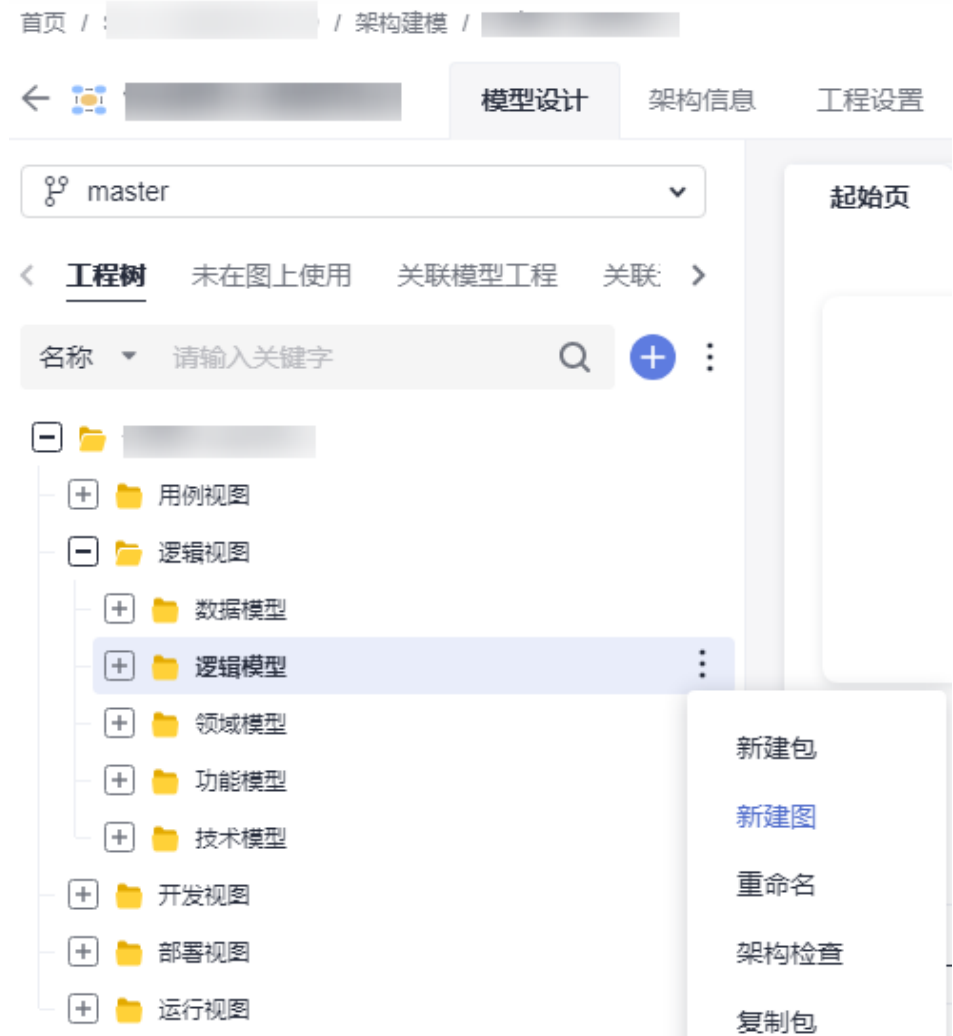 首页 / / 架构建模 /
模型设计 架构信息 工程设置
master
起始页
工程树 未在图上使用 关联模型工程 关联
名称 请输入关键字
用例视图
逻辑视图
数据模型
逻辑模型
领域模型
新建包
功能模型
新建图
技术模型
重命名
开发视图
架构检查
部署视图
运行视图
复制包